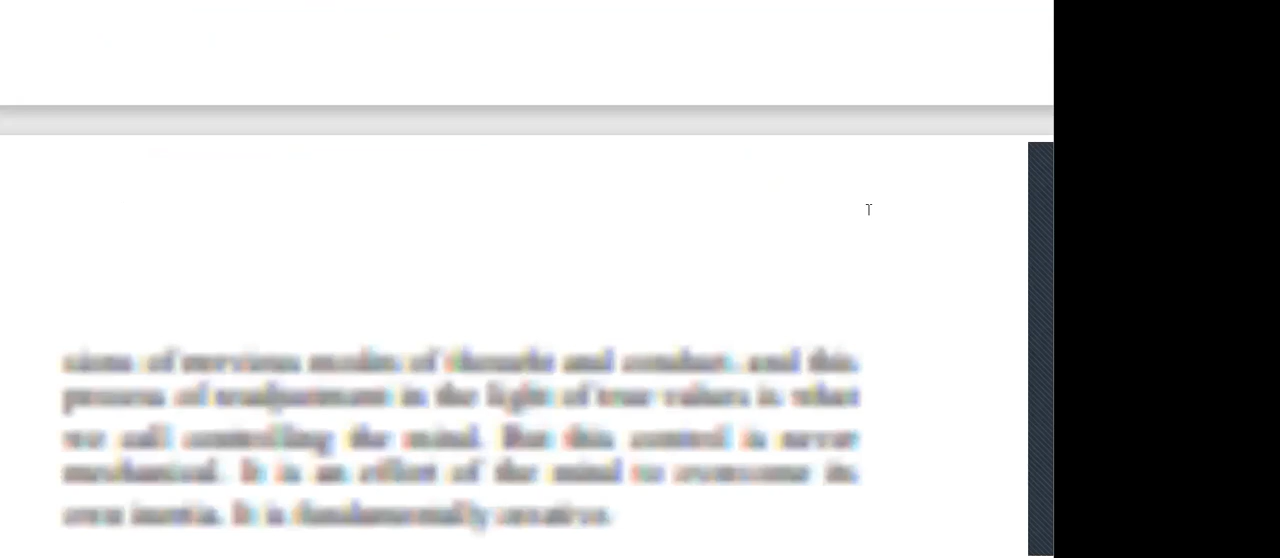 sions of previous modes of thought and conduct, and this
process of readjustment in the light of true values is what
we call controlling the mind. But this control is never
mechanical. It is an effort of the mind to overcome its
own inertia. It is fundamentally creative